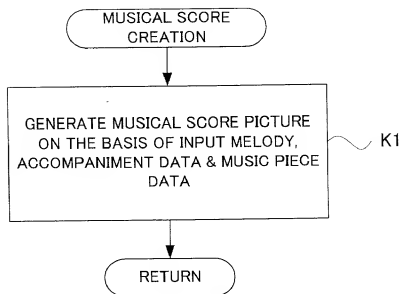 MUSICAL SCORE
CREATION
GENERATE MUSICAL SCORE PICTURE
ON THE BASIS OF INPUT MELODY,
ACCOMPANIMENT DATA & MUSIC PIECE
DATA
K1
RETURN